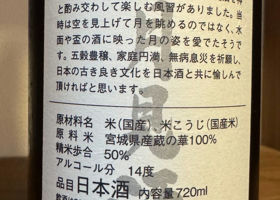 と酌み交わして楽しむ風習がありました。当
時は空を見上げて月を眺めるのではなく、水
面や盃の酒に映った月の姿を愛でたそうで
す。五穀豊穣、家庭円満、無病息災を祈願し、
日本の古き良き文化を日本酒と共に愉しんで
頂ければと思います。
原材料名 米(国産)、米こうじ(国産米)
原料米 宮城県産蔵の華100%
精米歩合 50%
アルコール分 14度
品目 日本酒 内容量720ml